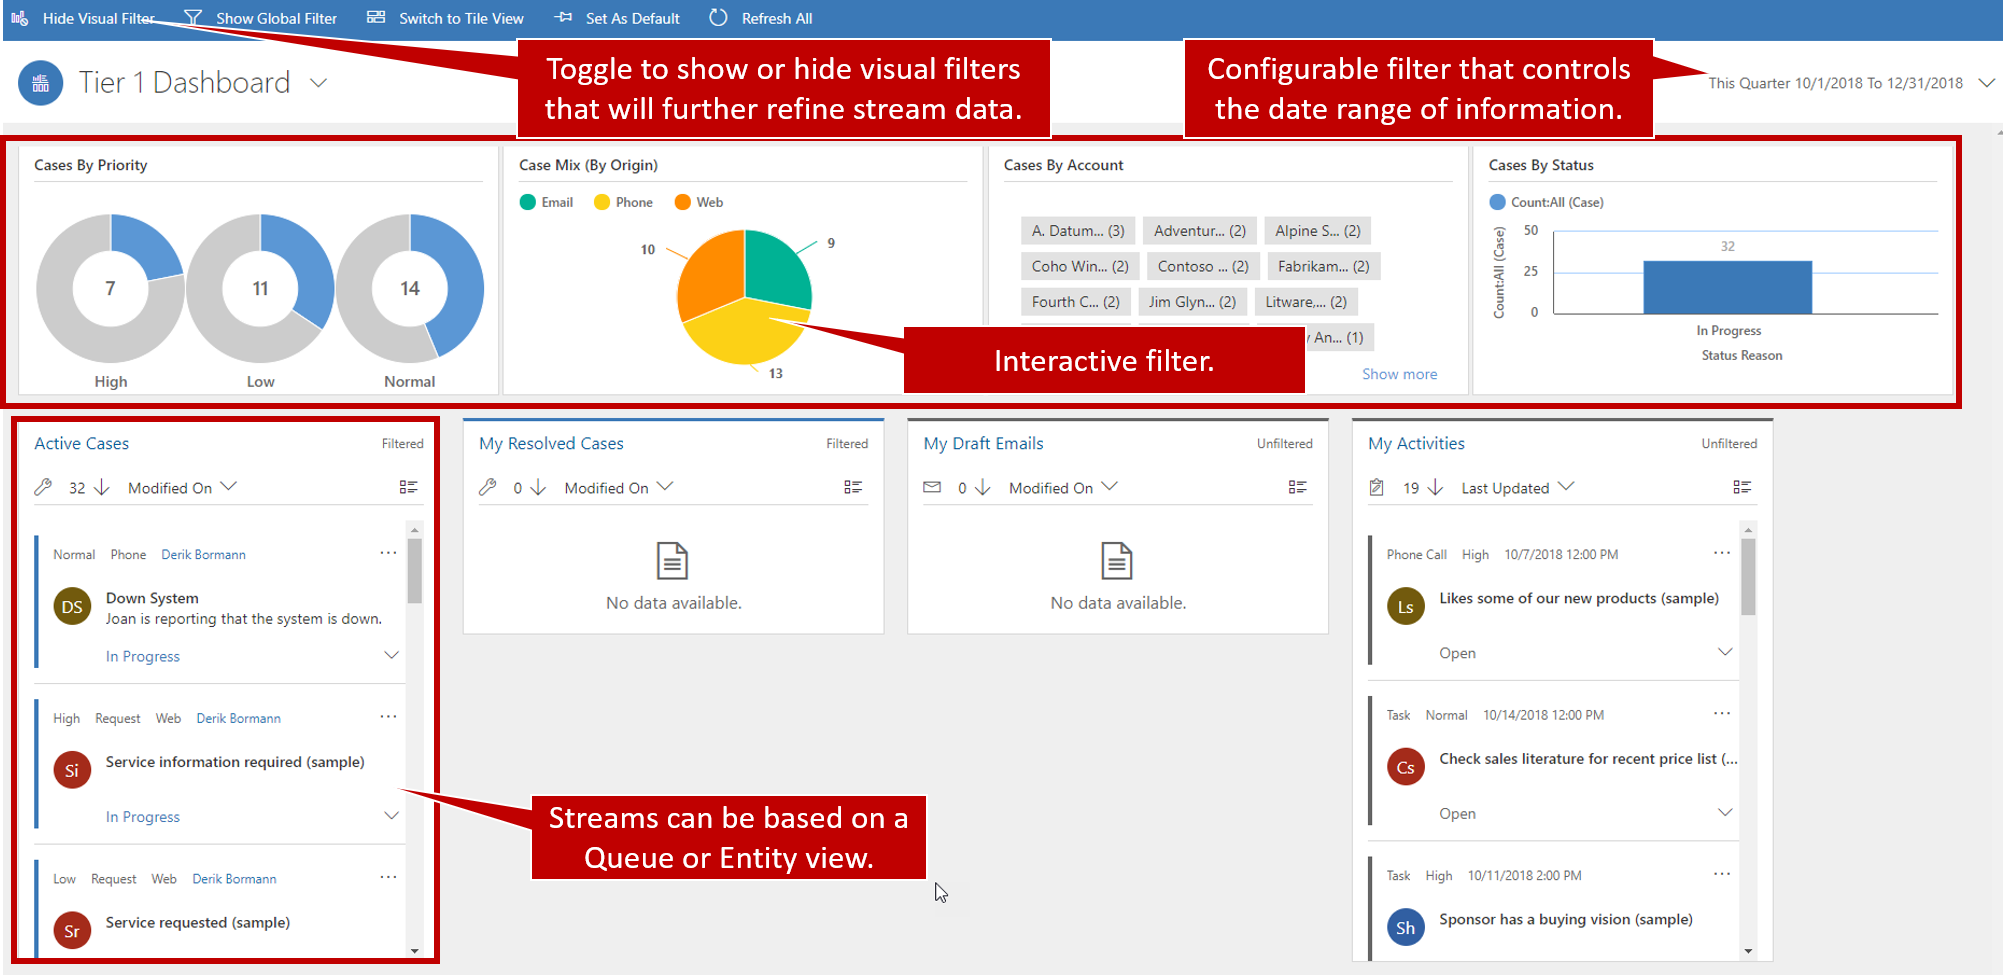 Hide Visual Filter
Show Global Filter
Switch to Tile View
Set As Default
Refresh All
Tier 1 Dashboard
Toggle to show or hide visual filters
that will further refine stream data.
Configurable filter that controls
the date range of information.
This Quarter 10/1/2018 To 12/31/2018
Cases By Priority
7
11
14
High
Low
Normal
Case Mix (By Origin)
Email
Phone
Web
10
9
13
Interactive filter.
Cases By Account
A. Datum... (3)
Adventur... (2)
Alpine S... (2)
Coho Win... (2)
Contoso ... (2)
Fabrikam... (2)
Fourth C... (2)
Jim Glyn... (2)
Litware,... (2)
An... (1)
Show more
Cases By Status
Count:All (Case)
Count:All (Case)
50
25
0
32
In Progress
Status Reason
Active Cases
Filtered
32
Modified On
Normal Phone Derik Bormann
DS
Down System
Joan is reporting that the system is down.
In Progress
High Request Web Derik Bormann
Si
Service information required (sample)
In Progress
Low Request Web Derik Bormann
Sr
Service requested (sample)
Streams can be based on a
Queue or Entity view.
My Resolved Cases
Filtered
0
Modified On
No data available.
My Draft Emails
Unfiltered
0
Modified On
No data available.
My Activities
Unfiltered
19
Last Updated
Phone Call High 10/7/2018 12:00 PM
Ls
Likes some of our new products (sample)
Open
Task Normal 10/14/2018 12:00 PM
Cs
Check sales literature for recent price list (...
Open
Task High 10/11/2018 2:00 PM
Sh
Sponsor has a buying vision (sample)